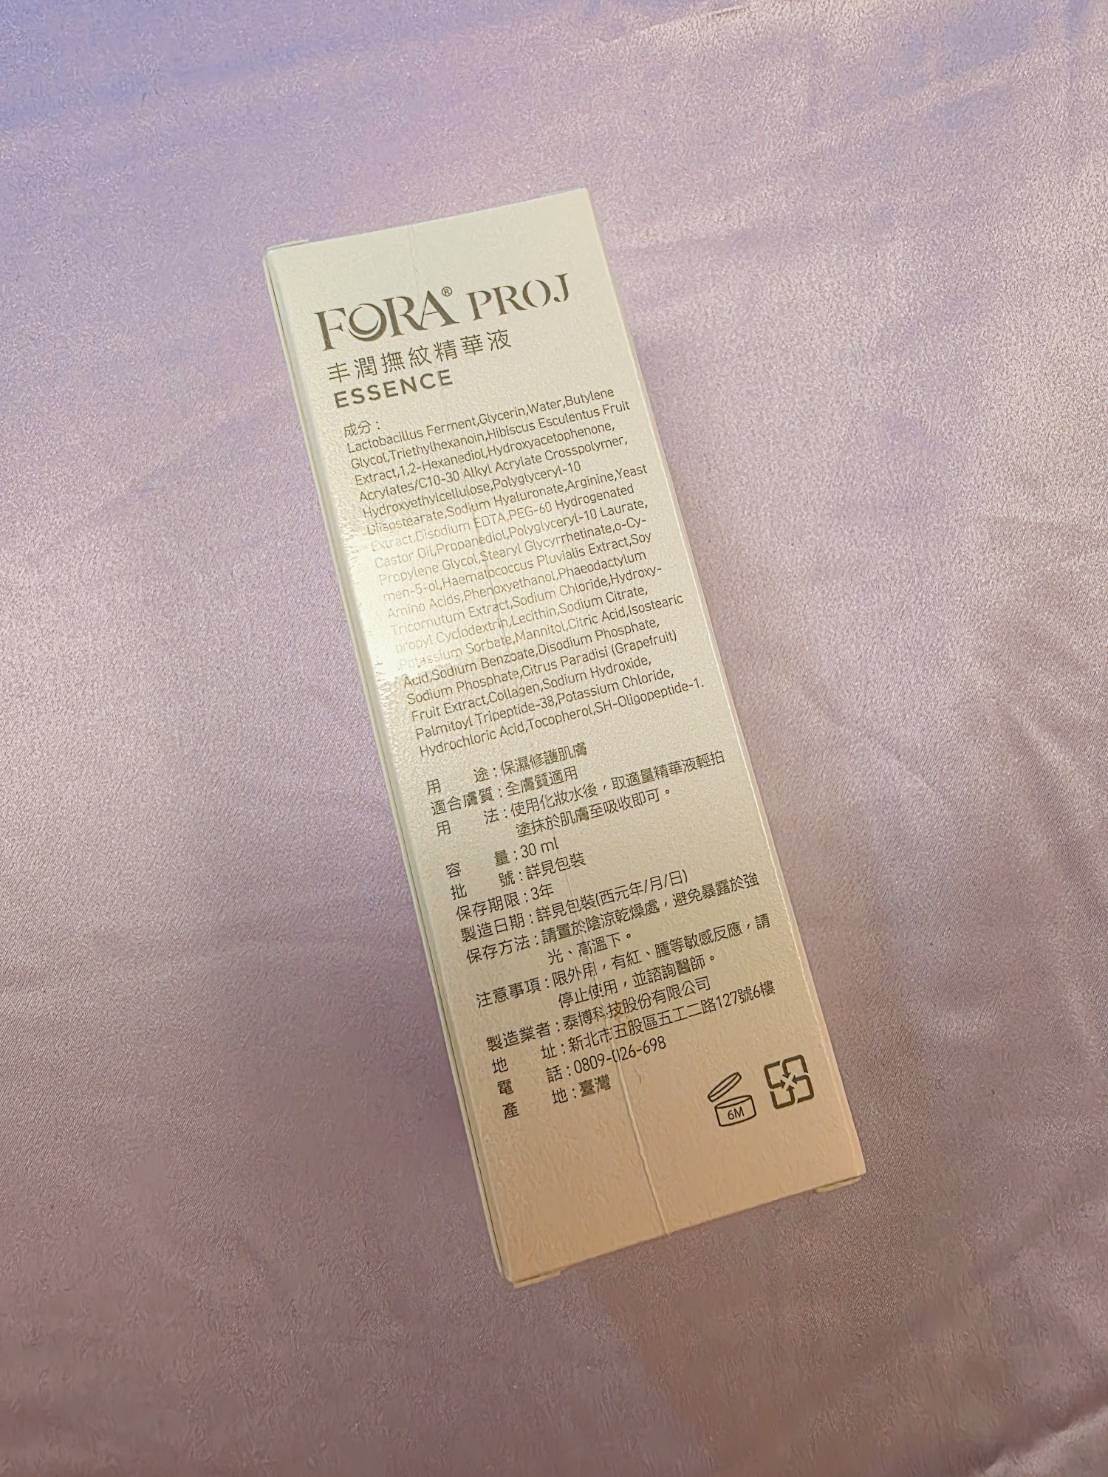 FORA® PROJ
丰潤撫紋精華液
ESSENCE
成分：
Lactobacillus Ferment,Glycerin,Water,Butylene
Glycol,Triethylhexanoin,Hibiscus Esculentus Fruit
Extract,1,2-Hexanediol,Hydroxyacetophenone,
Acrylates/C10-30 Alkyl Acrylate Crosspolymer,
Hydroxyethylcellulose,Polyglyceryl-10
Diisostearate,Sodium Hyaluronate,Arginine,Yeast
Extract,Disodium EDTA,PEG-60 Hydrogenated
Castor Oil,Propanediol,Polyglyceryl-10 Laurate,
Propylene Glycol,Stearyl Glycyrrhetinate,o-Cy-
men-5-ol,Haematococcus Pluvialis Extract,Soy
Amino Acids,Phenoxyethanol,Phaeodactylum
Tricornutum Extract,Sodium Chloride,Hydroxy-
propyl Cyclodextrin,Lecithin,Sodium Citrate,
Potassium Sorbate,Mannitol,Citric Acid,Isostearic
Acid,Sodium Benzoate,Disodium Phosphate,
Sodium Phosphate,Citrus Paradisi (Grapefruit)
Fruit Extract,Collagen,Sodium Hydroxide,
Palmitoyl Tripeptide-38,Potassium Chloride,
Hydrochloric Acid,Tocopherol,SH-Oligopeptide-1.
用途：保濕修護肌膚
適合膚質：全膚質適用
用法：使用化妝水後，取適量精華液輕拍
塗抹於肌膚至吸收即可。
容量：30 ml
批號：詳見包裝
保存期限：3年
製造日期：詳見包裝(西元年/月/日)
保存方法：請置於陰涼乾燥處，避免暴露於強
光、高溫下。
注意事項：限外用，有紅、腫等敏感反應，請
停止使用，並諮詢醫師。
製造業者：泰博科技股份有限公司
地址：新北市五股區五工二路127號6樓
電話：0809-026-698
產地：臺灣
6M